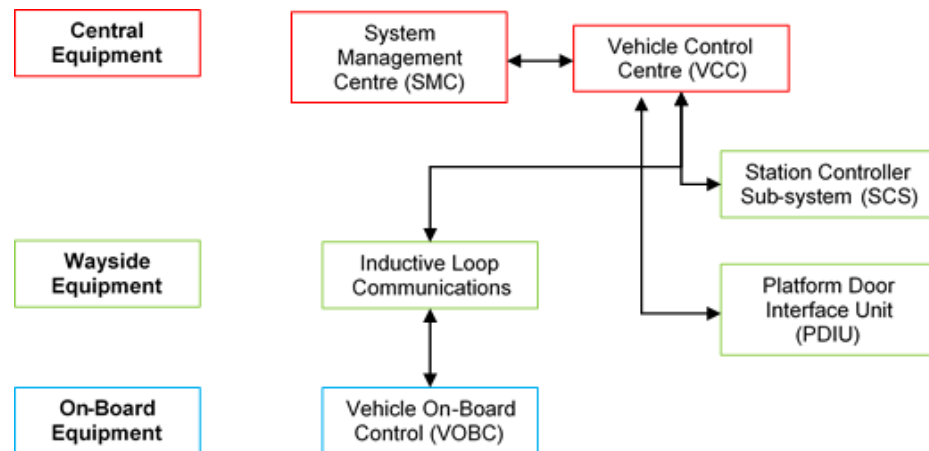 Central
Equipment
System
Management
Centre (SMC)
Vehicle Control
Centre (VCC)
Station Controller
Sub-system (SCS)
Wayside
Equipment
Inductive Loop
Communications
Platform Door
Interface Unit
(PDIU)
On-Board
Equipment
Vehicle On-Board
Control (VOBC)